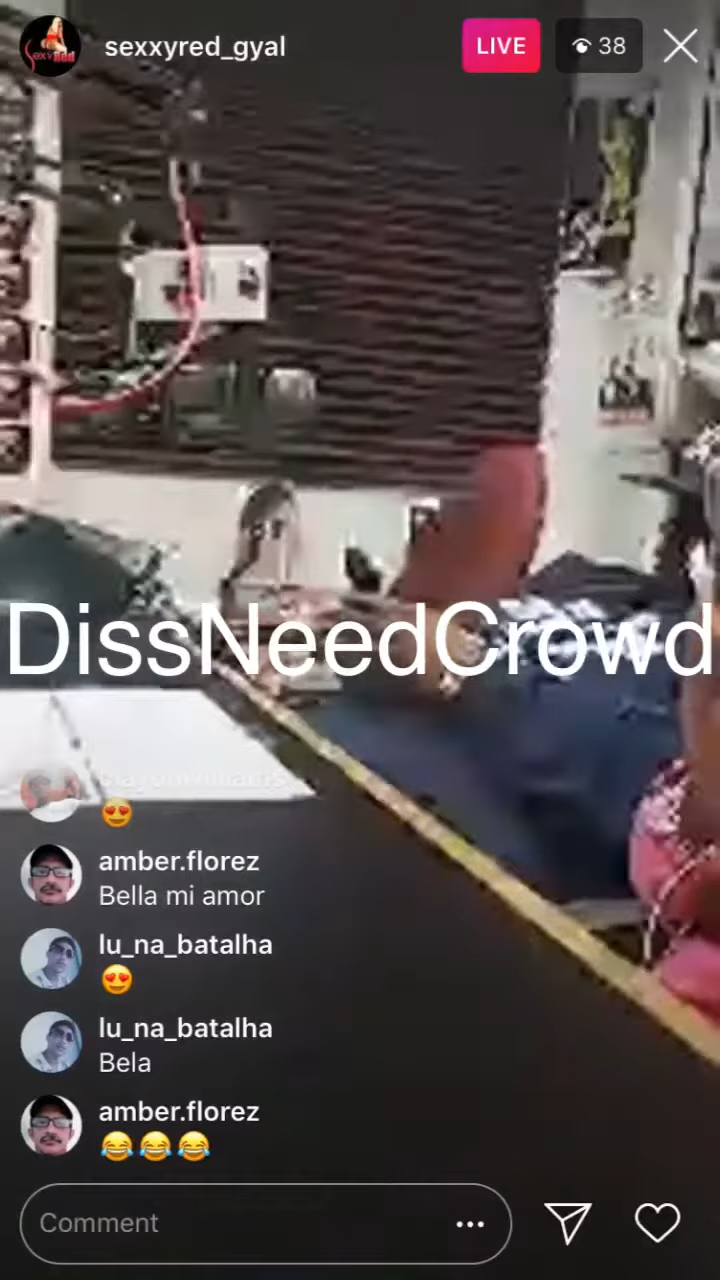 sexxyred_gyal
LIVE
38
DissNeedCrowd
😍
amber.florez
Bella mi amor
lu_na_batalha
😍
lu_na_batalha
Bela
amber.florez
😂😂😂
Comment